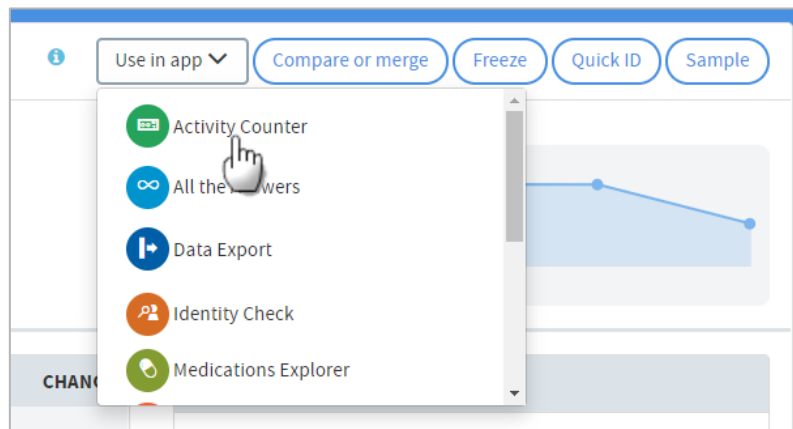 Use in app Compare or merge Freeze Quick ID Sample
Activity Counter
All the
Data Export
Identity Check
Medications Explorer